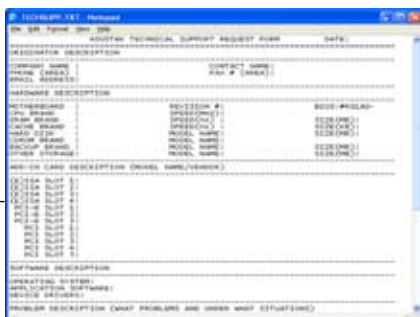 TECHSUPP.TXT - Notepad
File Edit Format View Help
ASUSTEK TECHNICAL SUPPORT REQUEST FORM DATE:
ORIGINATOR DESCRIPTION
COMPANY NAME : CONTACT NAME:
PHONE (AREA) : FAX # (AREA):
EMAIL ADDRESS:
HARDWARE DESCRIPTION
MOTHERBOARD : REVISION #: BIOS:
CPU BRAND : SPEED(MHz):
DRAM BRAND : SPEED(ns) : SIZE(MB):
CACHE BRAND : SPEED(ns) : SIZE(KB):
HARD DISK : MODEL NAME: SIZE(MB):
CDROM BRAND : MODEL NAME:
BACKUP BRAND : MODEL NAME: SIZE(MB):
OTHER STORAGE: MODEL NAME: SIZE(MB):
ADD-ON CARD DESCRIPTION (MODEL NAME/VENDOR)
(E)ISA SLOT 1:
(E)ISA SLOT 2:
(E)ISA SLOT 3:
(E)ISA SLOT 4:
PCI-E SLOT 1:
PCI-E SLOT 2:
PCI-E SLOT 3:
PCI SLOT 1:
PCI SLOT 2:
PCI SLOT 3:
PCI SLOT 4:
PCI SLOT 5:
SOFTWARE DESCRIPTION
OPERATING SYSTEM:
APPLICATION SOFTWARE:
DEVICE DRIVERS:
PROBLEM DESCRIPTION (WHAT PROBLEMS AND UNDER WHAT SITUATIONS)